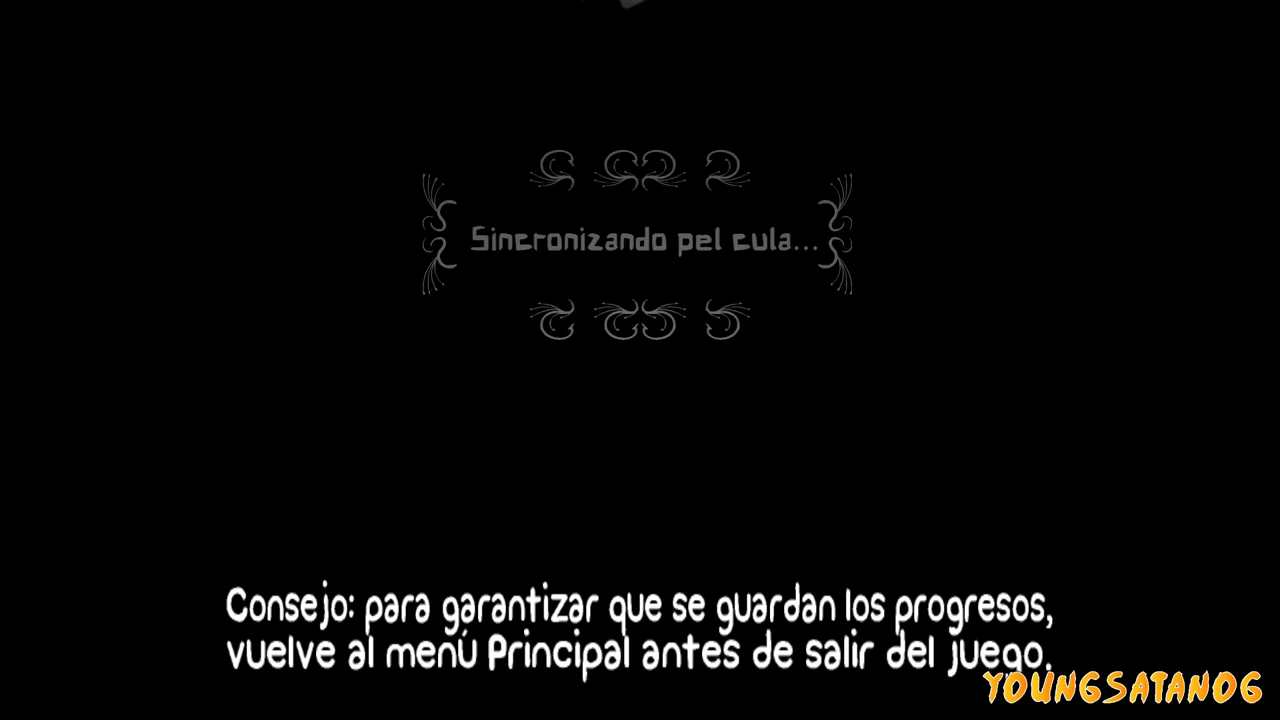 Sincronizando pel cula...
Consejo: para garantizar que se guardan los progresos,
vuelve al menú Principal antes de salir del juego.
YOUNGSATANO6